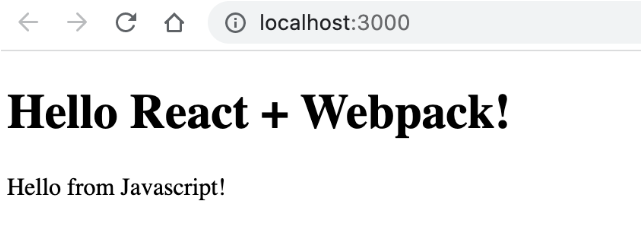 localhost:3000
Hello React + Webpack!
Hello from Javascript!